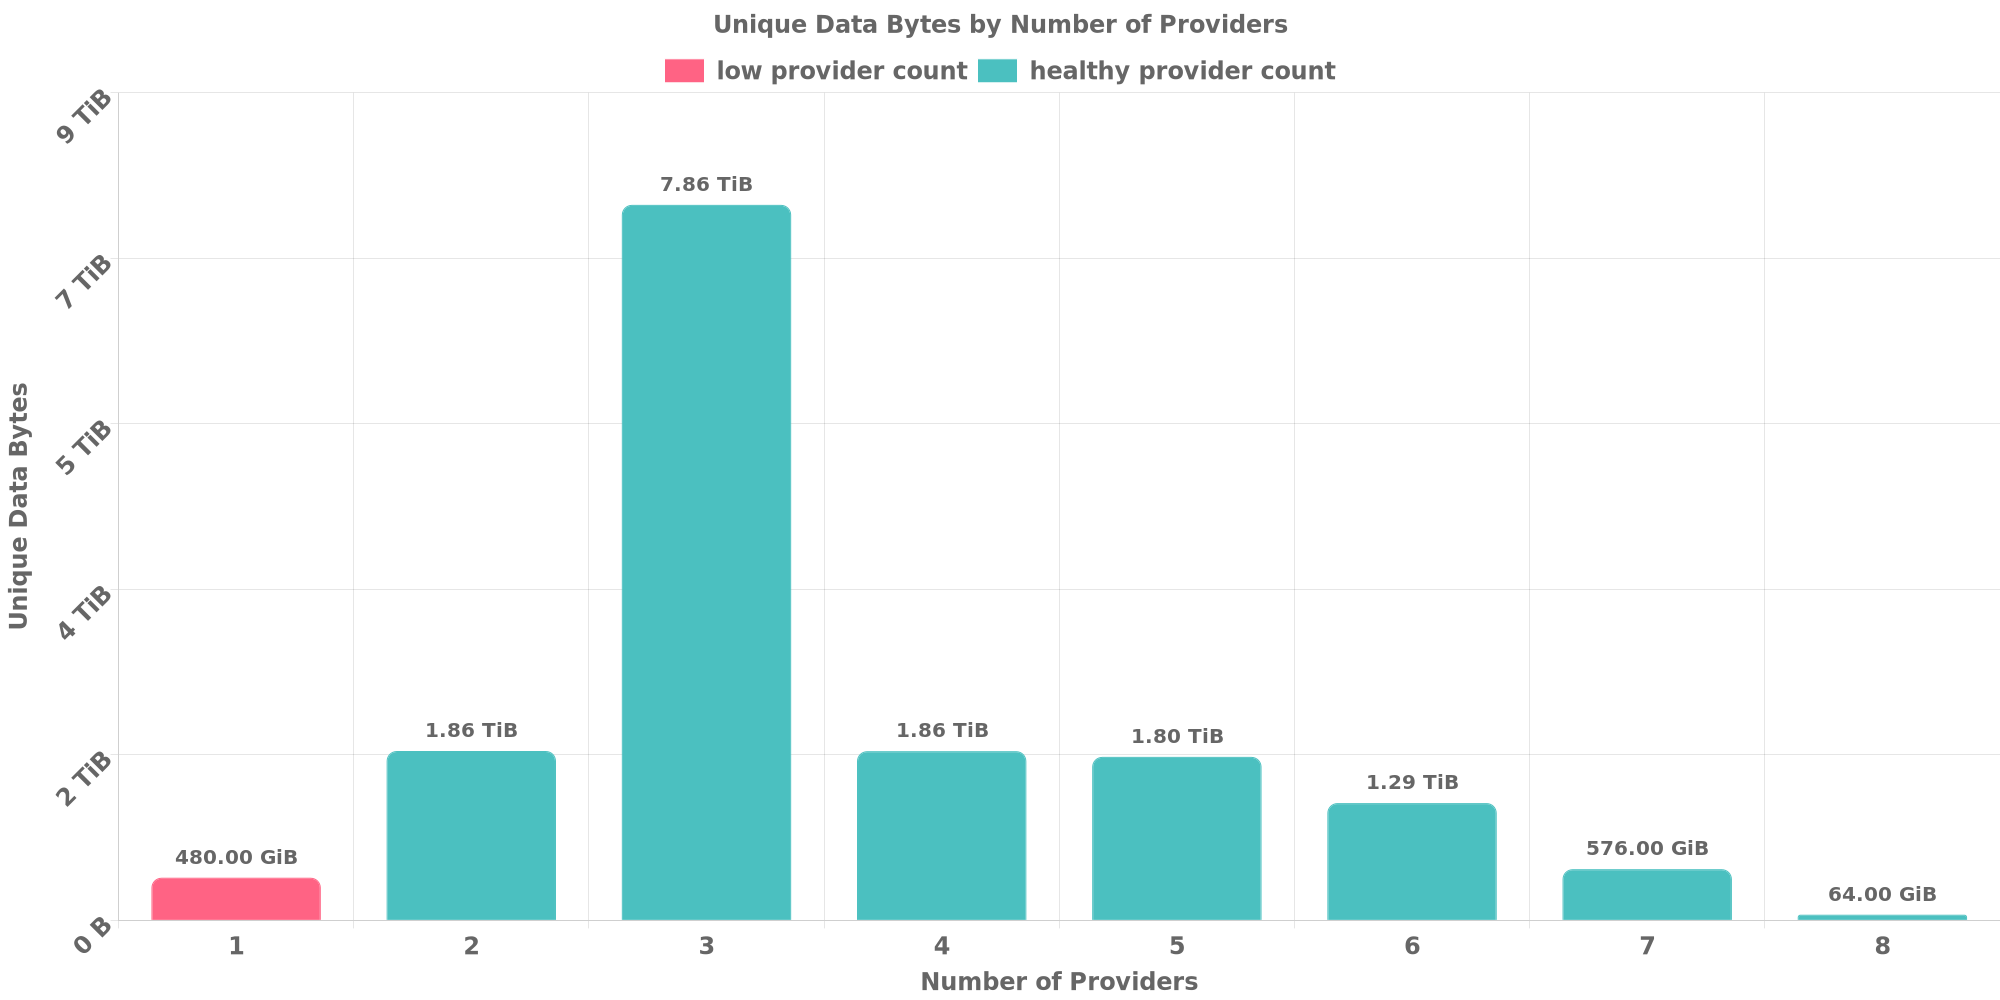 Unique Data Bytes by Number of Providers
low provider count
healthy provider count
9 TiB
7 TiB
5 TiB
4 TiB
2 TiB
0 B
Unique Data Bytes
480.00 GiB
1.86 TiB
7.86 TiB
1.86 TiB
1.80 TiB
1.29 TiB
576.00 GiB
64.00 GiB
1 2 3 4 5 6 7 8
Number of Providers